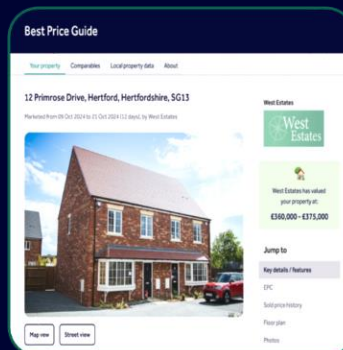 Best Price Guide
Your property Comparables Local property data About
12 Primrose Drive, Hertford, Hertfordshire, SG13
Marketed from 09 Oct 2024 to 21 Oct 2024 (12 days), by West Estates
West Estates
West
Estates
West Estates has valued
your property at:
£360,000 - £375,000
Jump to
Key details / features
EPC
Sold price history
Floor plan
Photos
Map view Street view